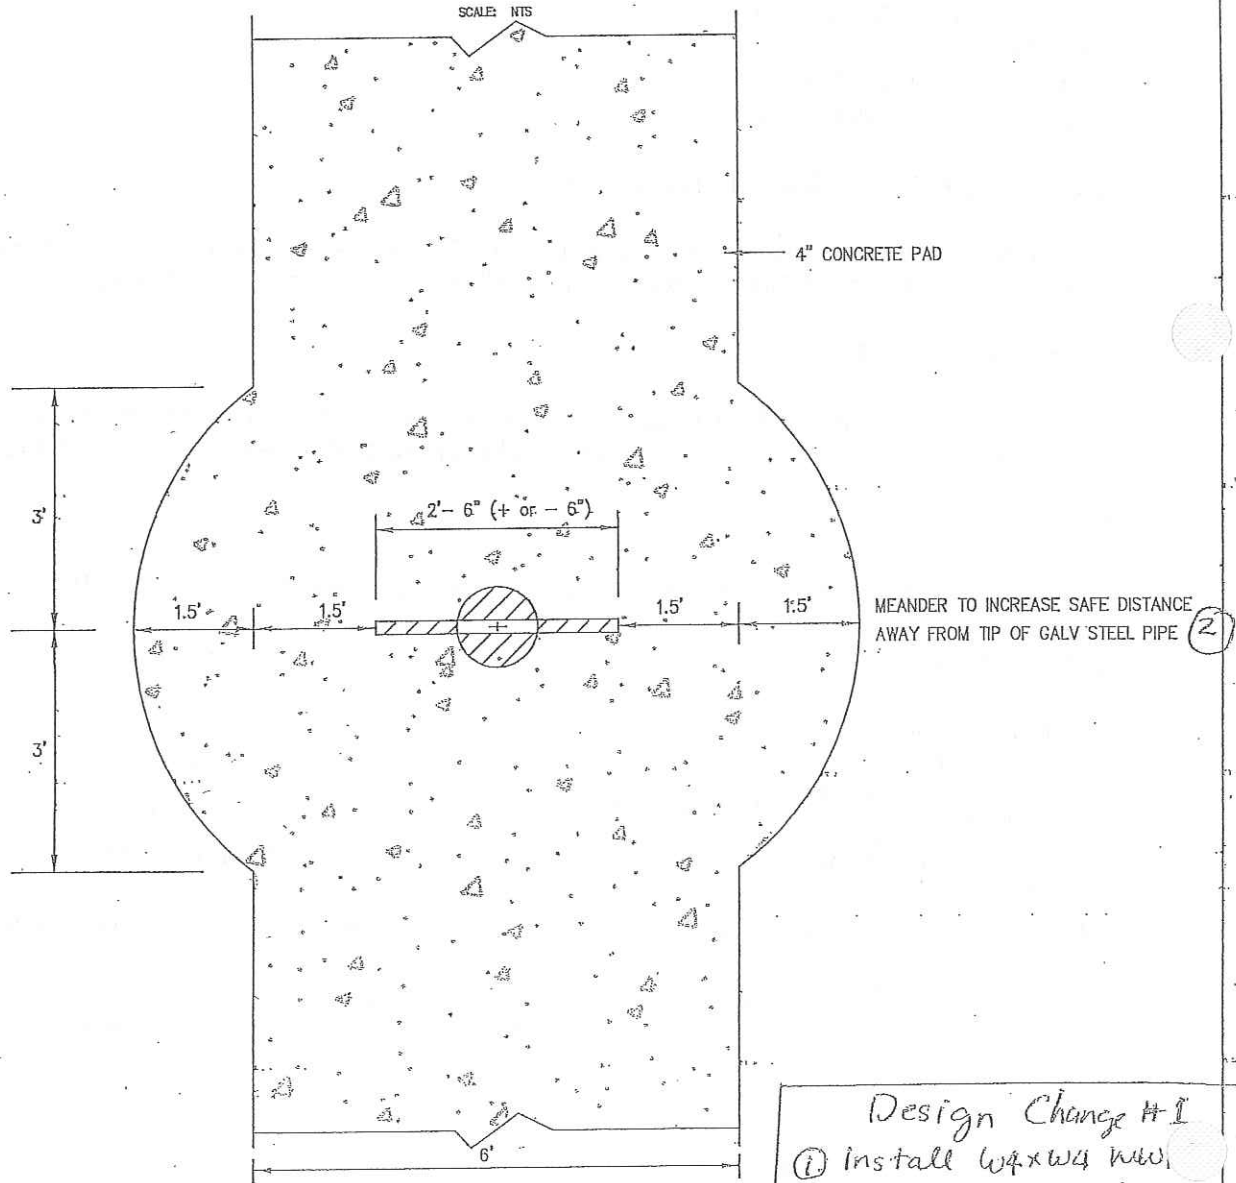 SCALE: NTS
4" CONCRETE PAD
3'
2'- 6" (+ or - 6")
1.5'
1.5'
1.5'
1.5'
MEANDER TO INCREASE SAFE DISTANCE
AWAY FROM TIP OF GALV STEEL PIPE 2
3'
6'
Design Change #1
① install W4xW4